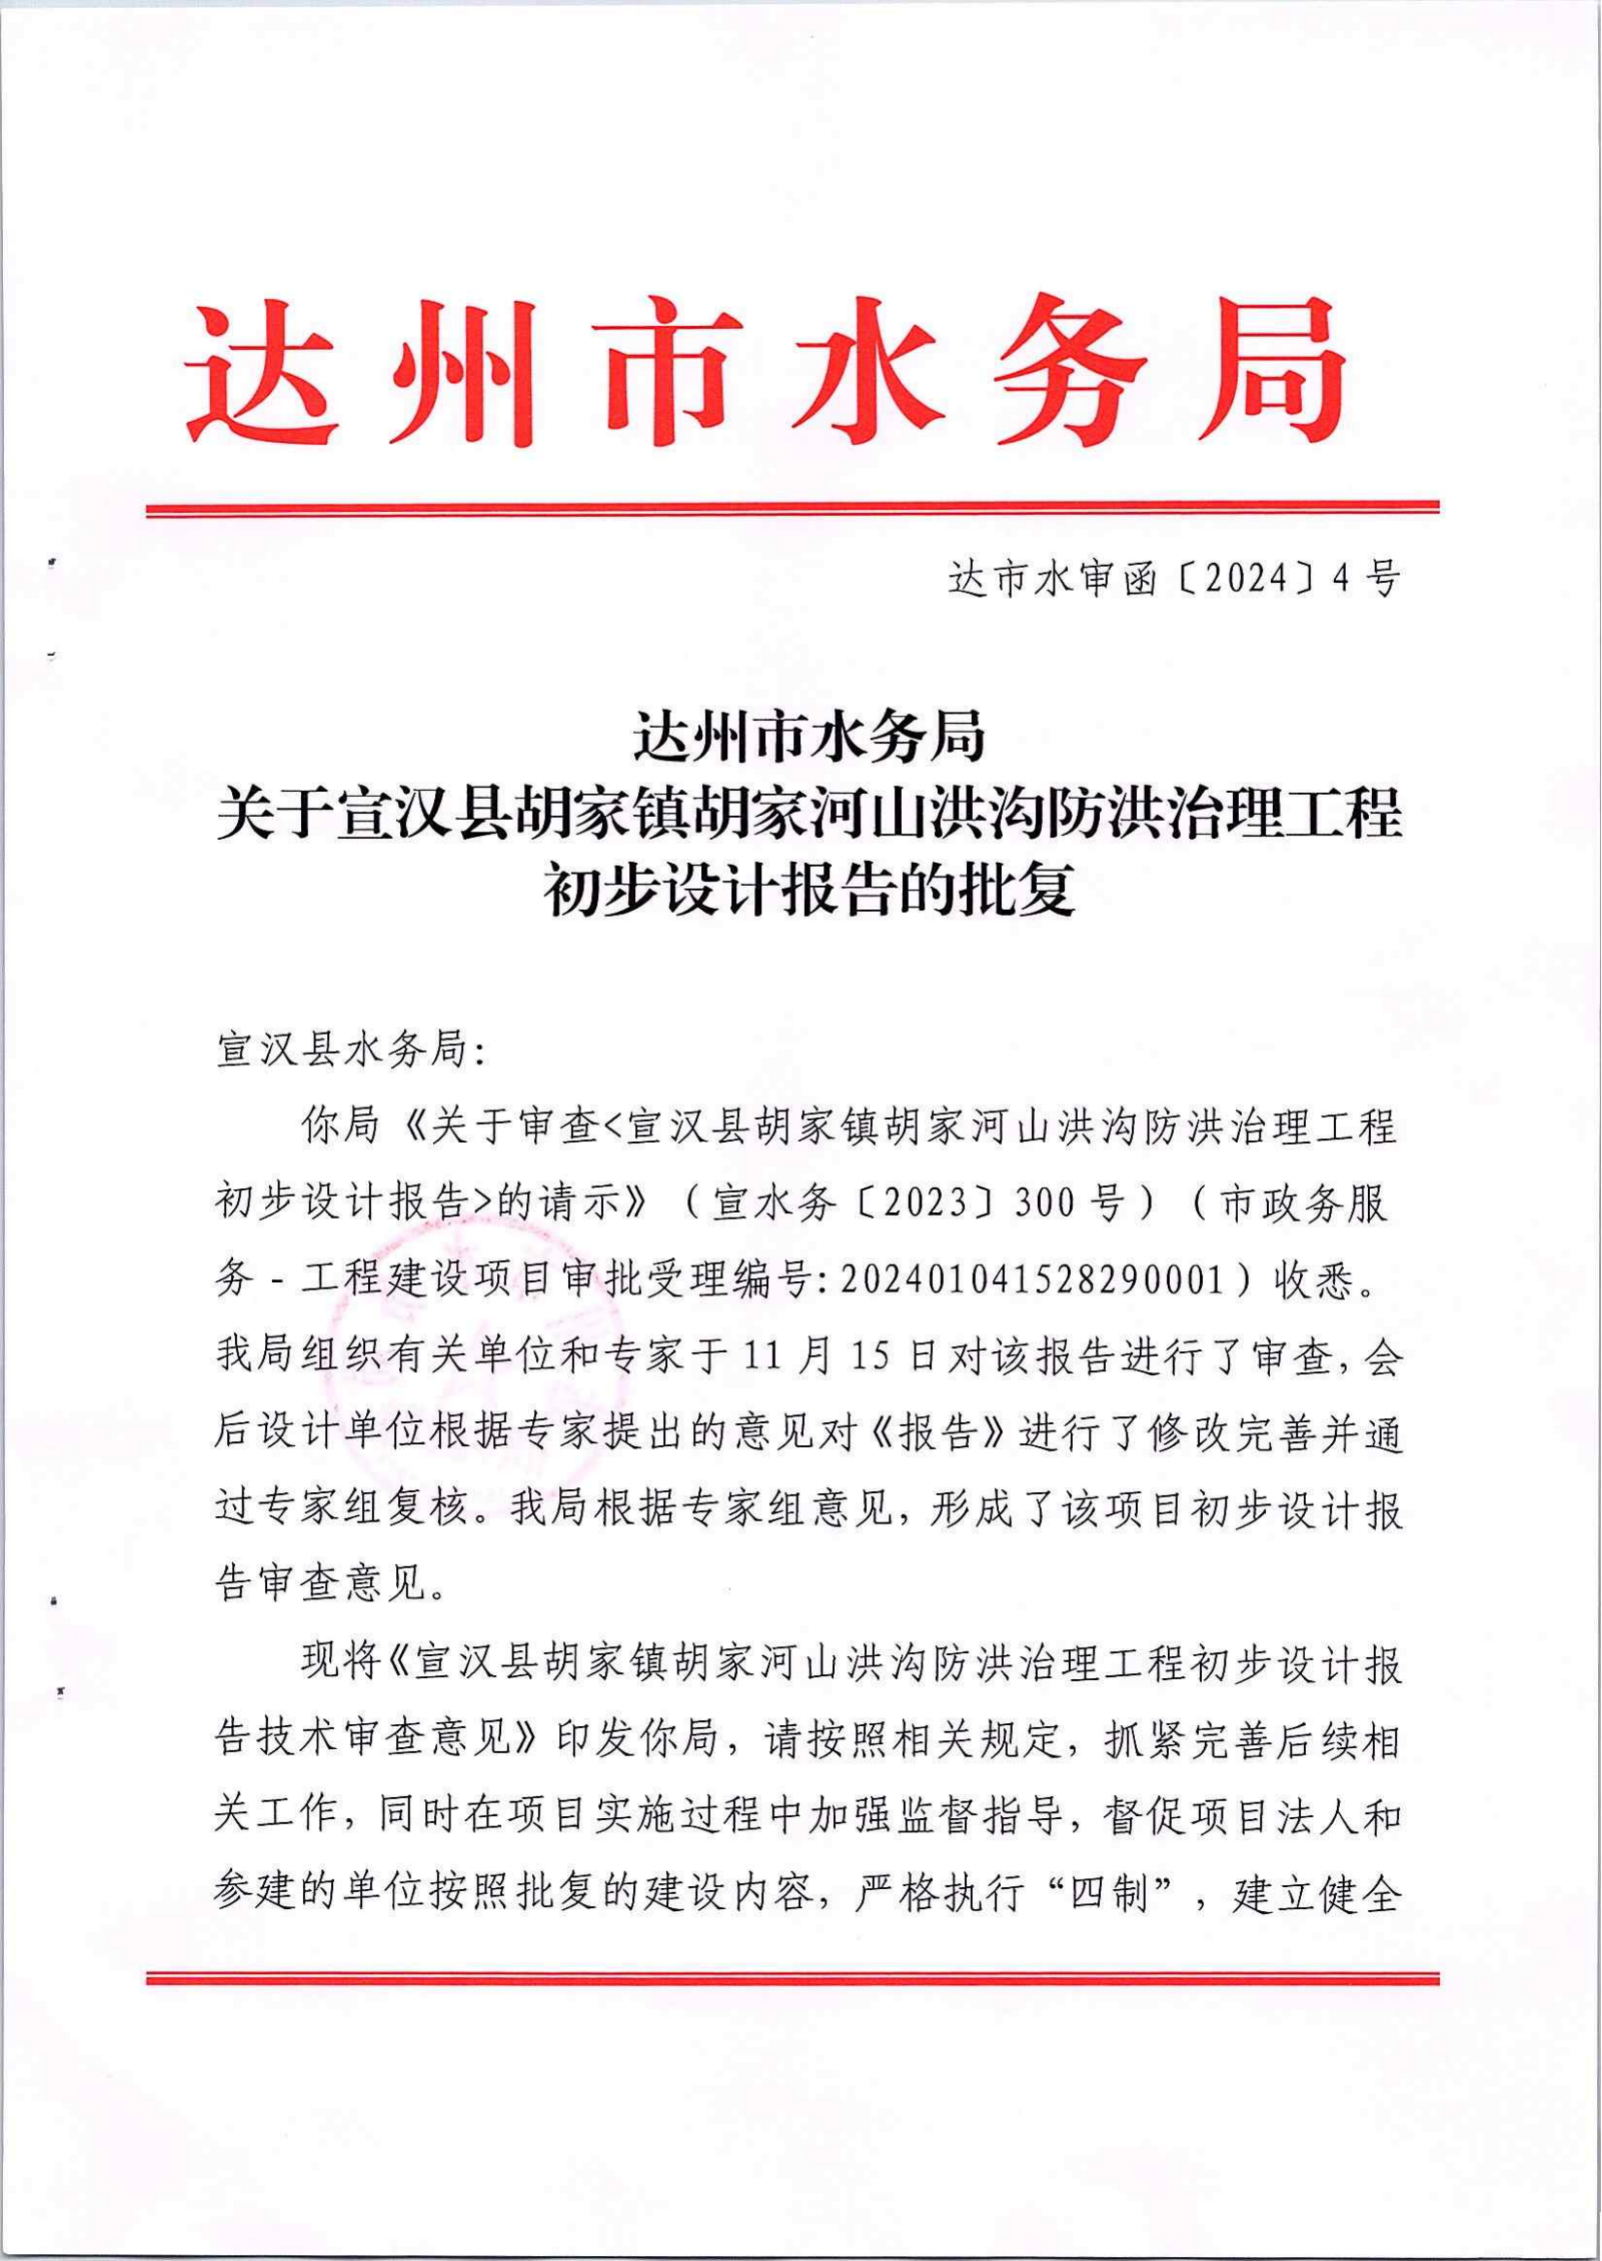 达州市水务局
达市水审函〔2024〕4号
达州市水务局
关于宣汉县胡家镇胡家河山洪沟防洪治理工程
初步设计报告的批复
宣汉县水务局：
你局《关于审查<宣汉县胡家镇胡家河山洪沟防洪治理工程
初步设计报告>的请示》（宣水务〔2023〕300号）（市政务服
务-工程建设项目审批受理编号：202401041528290001）收悉。
我局组织有关单位和专家于11月15日对该报告进行了审查，会
后设计单位根据专家提出的意见对《报告》进行了修改完善并通
过专家组复核。我局根据专家组意见，形成了该项目初步设计报
告审查意见。
现将《宣汉县胡家镇胡家河山洪沟防洪治理工程初步设计报
告技术审查意见》印发你局，请按照相关规定，抓紧完善后续相
关工作，同时在项目实施过程中加强监督指导，督促项目法人和
参建的单位按照批复的建设内容，严格执行“四制”，建立健全